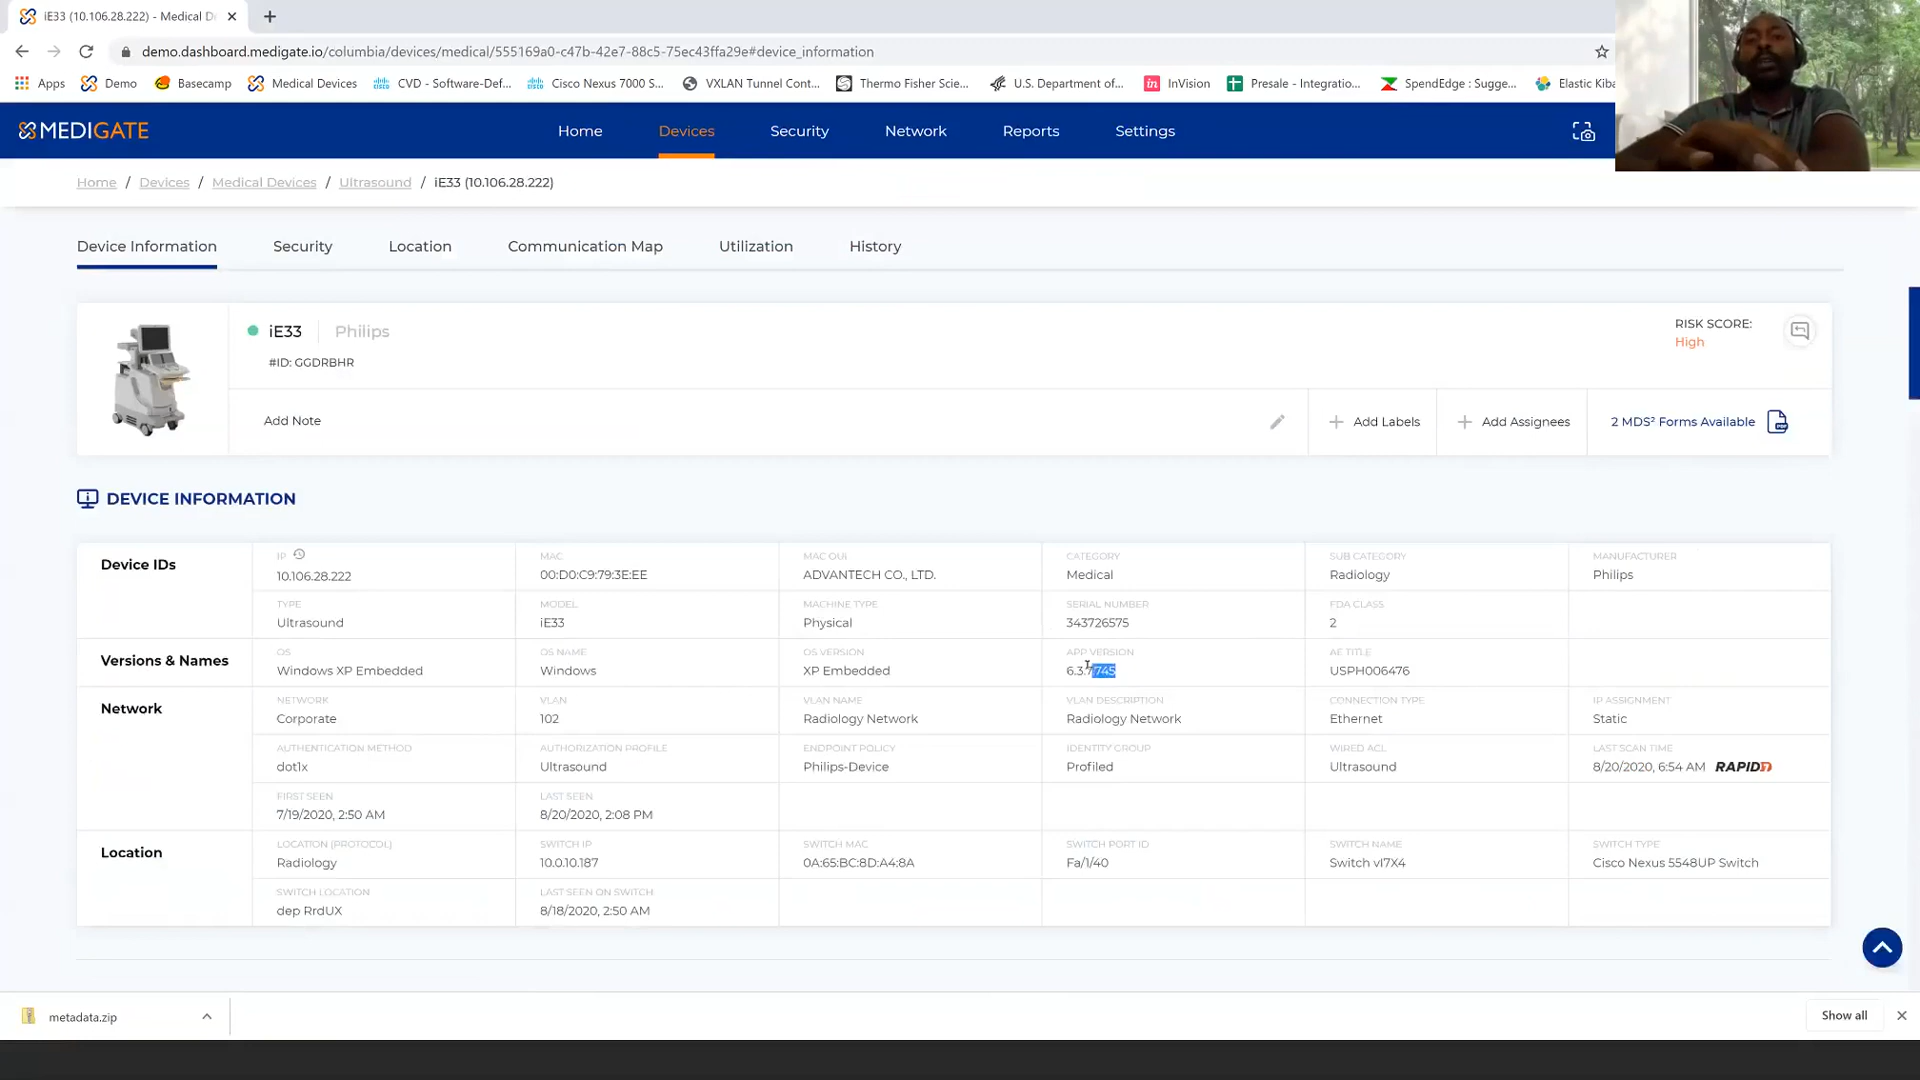 iE33 (10.106.28.222) - Medical D
demo.dashboard.medigate.io/columbia/devices/medical/555169a0-c47b-42e7-88c5-75ec43ffa29e#device_information
Apps Demo Basecamp Medical Devices CVD - Software-Def... Cisco Nexus 7000 S... VXLAN Tunnel Cont... Thermo Fisher Scie... U.S. Department of... InVision Presale - Integratio... SpendEdge : Sugge... Elastic Kiba
MEDIGATE Home Devices Security Network Reports Settings
Home / Devices / Medical Devices / Ultrasound / iE33 (10.106.28.222)
Device Information Security Location Communication Map Utilization History
iE33 Philips
#ID: GGDRBHR
RISK SCORE:
High
Add Note
Add Labels
Add Assignees
2 MDS² Forms Available
DEVICE INFORMATION
Device IDs
IP MAC MAC OUI CATEGORY SUB CATEGORY MANUFACTURER
10.106.28.222 00:D0:C9:79:3E:EE ADVANTECH CO., LTD. Medical Radiology Philips
TYPE MODEL MACHINE TYPE SERIAL NUMBER FDA CLASS
Ultrasound iE33 Physical 343726575 2
Versions & Names
OS OS NAME OS VERSION APP VERSION AE TITLE
Windows XP Embedded Windows XP Embedded 6.3.7.745 USPH006476
Network
NETWORK VLAN VLAN NAME VLAN DESCRIPTION CONNECTION TYPE IP ASSIGNMENT
Corporate 102 Radiology Network Radiology Network Ethernet Static
AUTHENTICATION METHOD AUTHORIZATION PROFILE ENDPOINT POLICY IDENTITY GROUP WIRED ACL LAST SCAN TIME
dot1x Ultrasound Philips-Device Profiled Ultrasound 8/20/2020, 6:54 AM RAPID7
FIRST SEEN LAST SEEN
7/19/2020, 2:50 AM 8/20/2020, 2:08 PM
Location
LOCATION (PROTOCOL) SWITCH IP SWITCH MAC SWITCH PORT ID SWITCH NAME SWITCH TYPE
Radiology 10.0.10.187 0A:65:BC:8D:A4:8A Fa/1/40 Switch vI7X4 Cisco Nexus 5548UP Switch
SWITCH LOCATION LAST SEEN ON SWITCH
dep RrdUX 8/18/2020, 2:50 AM
metadata.zip
Show all